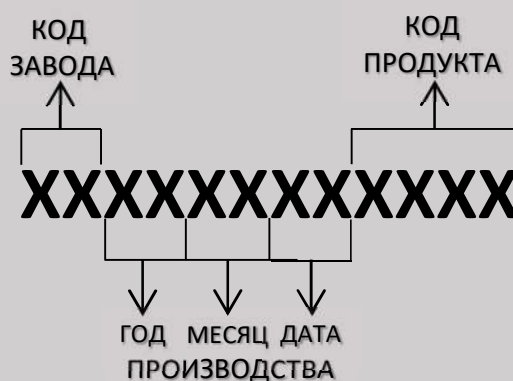 КОД
ЗАВОДА
КОД
ПРОДУКТА
XXXXXXXXXXXX
ГОД МЕСЯЦ ДАТА
ПРОИЗВОДСТВА